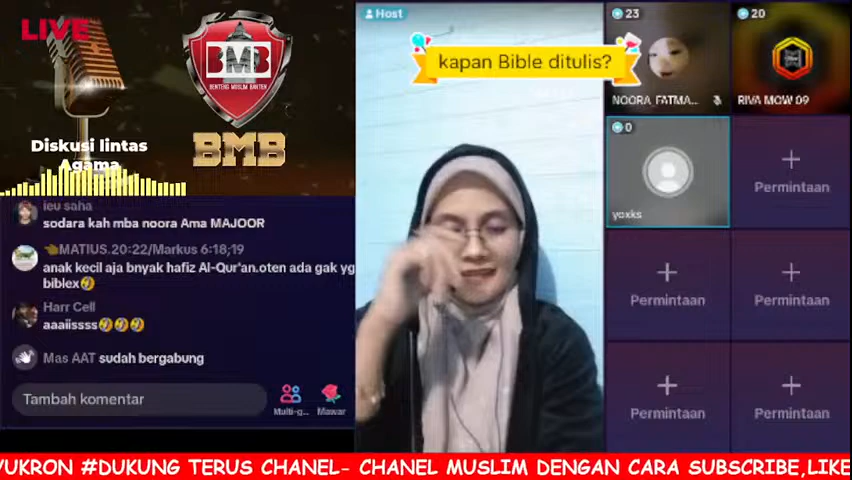 LIVE
BMB
BENTENG MUSLIM BANTEN
BMB
Diskusi lintas
Agama
ieu saha
sodara kah mba noora Ama MAJOOR
👈MATIUS.20:22/Markus 6:18;19
anak kecil aja bnyak hafiz Al-Qur'an.oten ada gak yg
biblex🤣
Harr Cell
aaaiissss🤣🤣🤣
Mas AAT sudah bergabung
Tambah komentar
Multi-g...
Mawar
Host
kapan Bible ditulis?
23
NOORA_FATMA...
20
RIVA MOW 09
0
yoxks
Permintaan
Permintaan
Permintaan
Permintaan
Permintaan
YUKRON #DUKUNG TERUS CHANEL- CHANEL MUSLIM DENGAN CARA SUBSCRIBE,LIKE